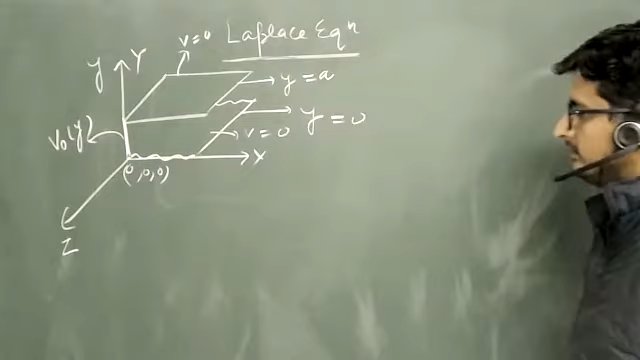 Laplace Eqn
v=0
y Y
y = a
V0(y)
v=0
y = 0
X
(0,0,0)
Z